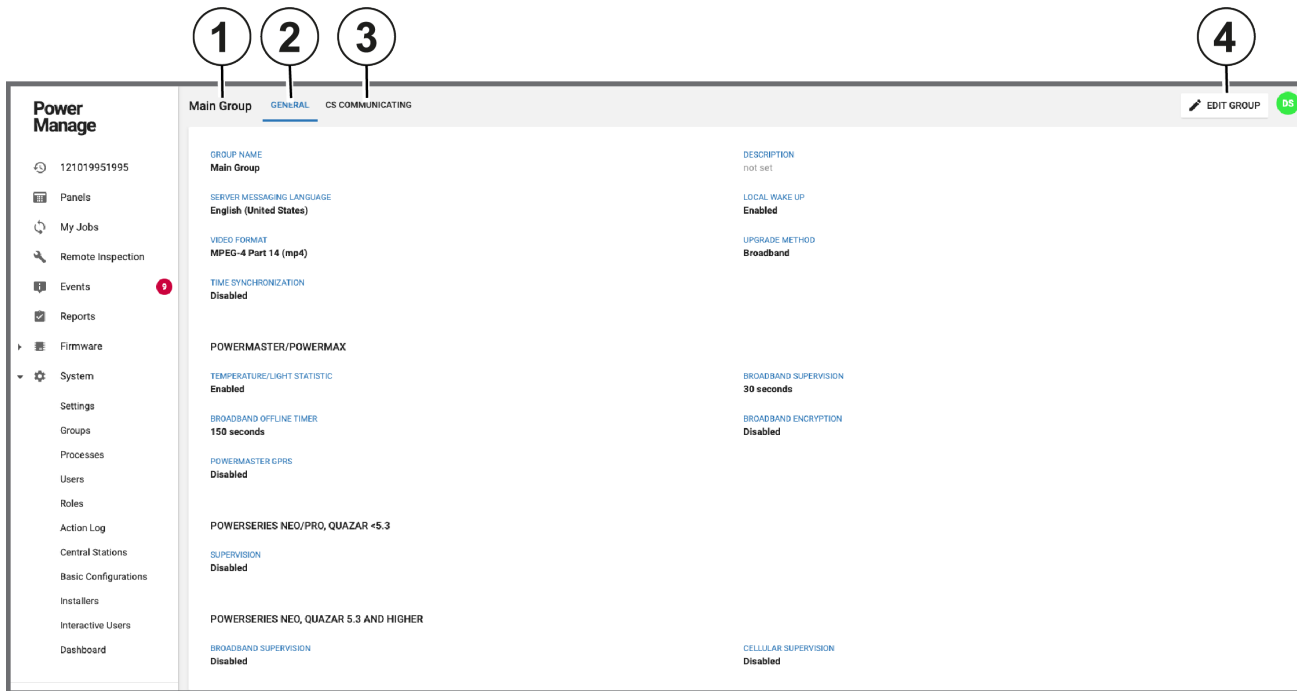 1 2 3 4
Power
Manage
121019951995
Panels
My Jobs
Remote Inspection
Events 9
Reports
Firmware
System
Settings
Groups
Processes
Users
Roles
Action Log
Central Stations
Basic Configurations
Installers
Interactive Users
Dashboard
Main Group GENERAL CS COMMUNICATING EDIT GROUP DS
GROUP NAME DESCRIPTION
Main Group not set
SERVER MESSAGING LANGUAGE LOCAL WAKE UP
English (United States) Enabled
VIDEO FORMAT UPGRADE METHOD
MPEG-4 Part 14 (mp4) Broadband
TIME SYNCHRONIZATION
Disabled
POWERMASTER/POWERMAX
TEMPERATURE/LIGHT STATISTIC BROADBAND SUPERVISION
Enabled 30 seconds
BROADBAND OFFLINE TIMER BROADBAND ENCRYPTION
150 seconds Disabled
POWERMASTER GPRS
Disabled
POWERSERIES NEO/PRO, QUAZAR <5.3
SUPERVISION
Disabled
POWERSERIES NEO, QUAZAR 5.3 AND HIGHER
BROADBAND SUPERVISION CELLULAR SUPERVISION
Disabled Disabled